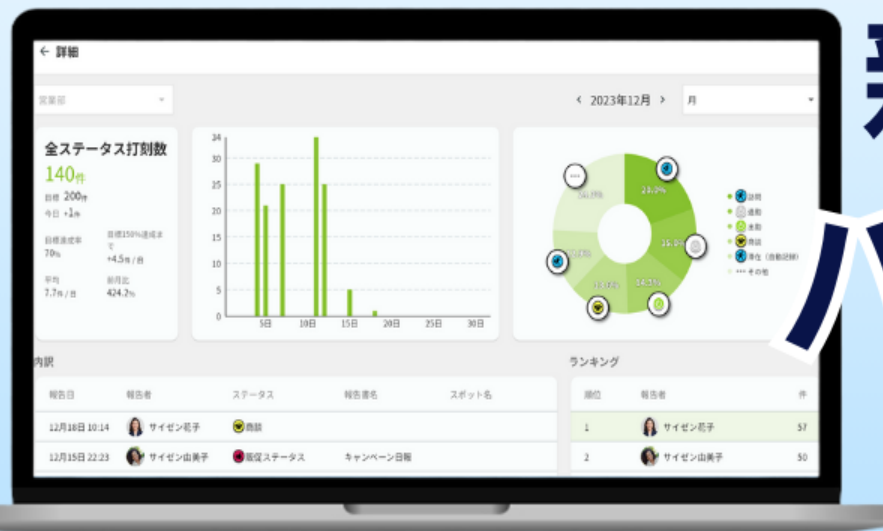 ← 詳細
営業部
< 2023年12月 >
月
全ステータス打刻数
140件
目標 200件
今日 +1件
目標達成率
70%
目標150%達成まで
+4.5件/日
平均
7.7件/日
前月比
424.2%
34
30
25
20
15
10
5
0
5日 10日 15日 20日 25日 30日
訪問
退勤
出勤
商談
滞在(自動記録)
その他
内訳
報告日 報告者 ステータス 報告書名 スポット名
12月18日 10:14 サイゼン花子 商談
12月15日 22:23 サイゼン由美子 販促ステータス キャンペーン日報
ランキング
順位 報告者 件
1 サイゼン花子 57
2 サイゼン由美子 50